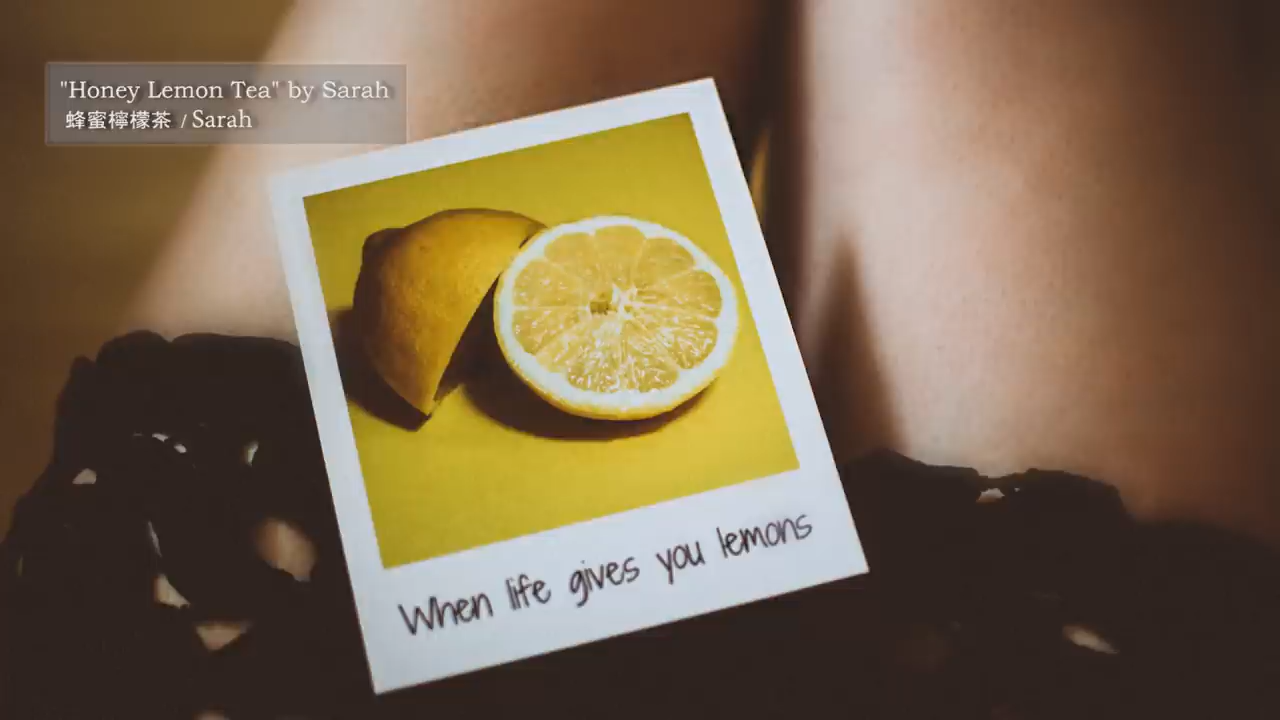 "Honey Lemon Tea" by Sarah
蜂蜜檸檬茶 / Sarah
When life gives you lemons